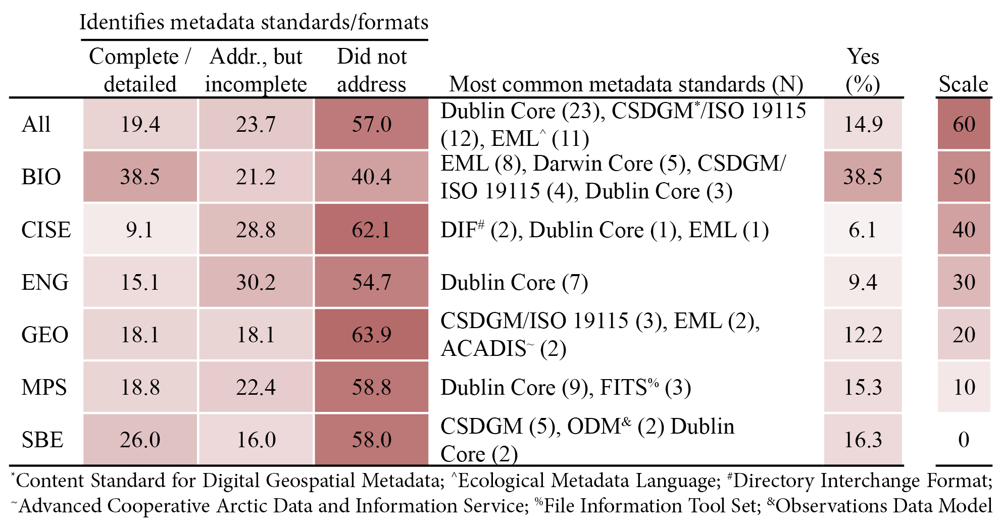 Identifies metadata standards/formats
Complete / detailed Addr., but incomplete Did not address Most common metadata standards (N) Yes (%) Scale
All 19.4 23.7 57.0 Dublin Core (23), CSDGM*/ISO 19115 (12), EML^ (11) 14.9 60
BIO 38.5 21.2 40.4 EML (8), Darwin Core (5), CSDGM/ISO 19115 (4), Dublin Core (3) 38.5 50
CISE 9.1 28.8 62.1 DIF# (2), Dublin Core (1), EML (1) 6.1 40
ENG 15.1 30.2 54.7 Dublin Core (7) 9.4 30
GEO 18.1 18.1 63.9 CSDGM/ISO 19115 (3), EML (2), ACADIS~ (2) 12.2 20
MPS 18.8 22.4 58.8 Dublin Core (9), FITS% (3) 15.3 10
SBE 26.0 16.0 58.0 CSDGM (5), ODM& (2) Dublin Core (2) 16.3 0
*Content Standard for Digital Geospatial Metadata; ^Ecological Metadata Language; #Directory Interchange Format;
~Advanced Cooperative Arctic Data and Information Service; %File Information Tool Set; &Observations Data Model